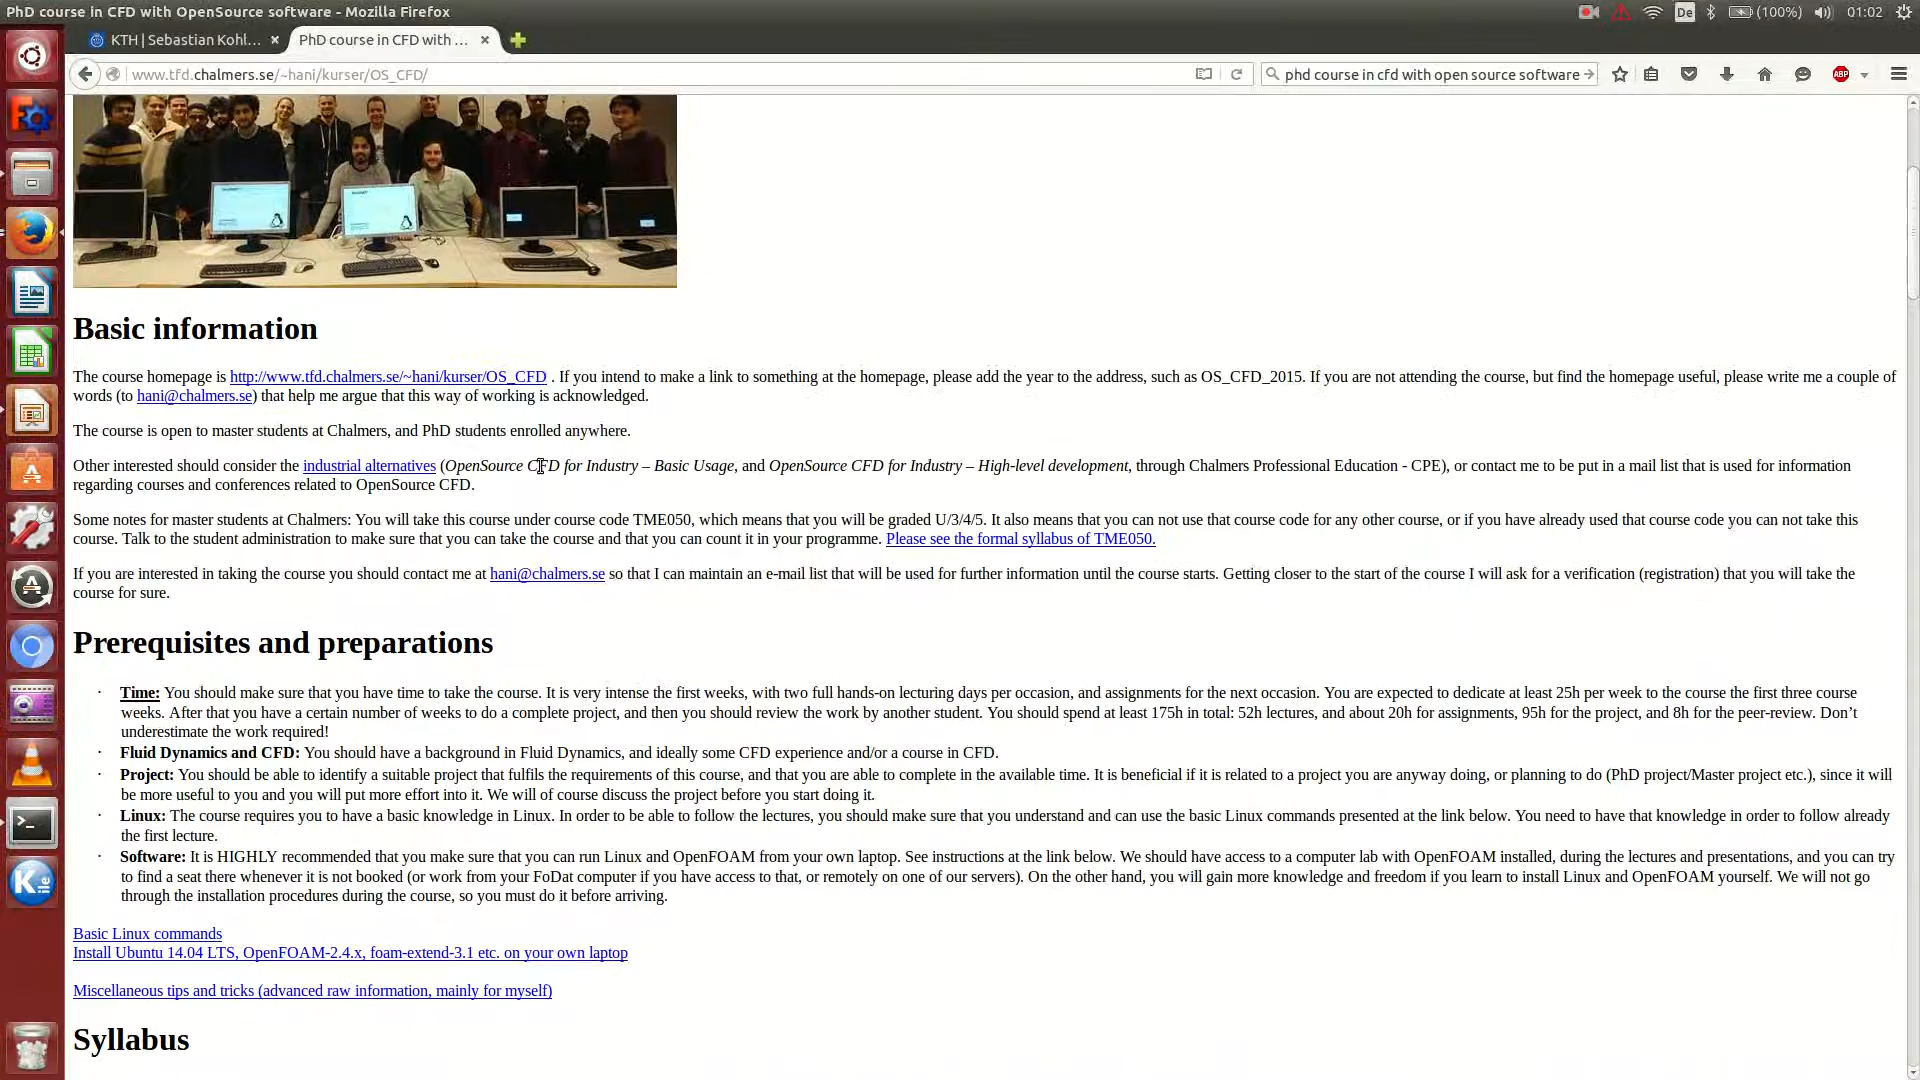 PhD course in CFD with OpenSource software - Mozilla Firefox
De (100%) 01:02
KTH | Sebastian Kohl... × PhD course in CFD with ... ×
www.tfd.chalmers.se/~hani/kurser/OS_CFD/
phd course in cfd with open source software
ABP
Basic information
The course homepage is http://www.tfd.chalmers.se/~hani/kurser/OS_CFD . If you intend to make a link to something at the homepage, please add the year to the address, such as OS_CFD_2015. If you are not attending the course, but find the homepage useful, please write me a couple of
words (to hani@chalmers.se) that help me argue that this way of working is acknowledged.
The course is open to master students at Chalmers, and PhD students enrolled anywhere.
Other interested should consider the industrial alternatives (OpenSource CFD for Industry – Basic Usage, and OpenSource CFD for Industry – High-level development, through Chalmers Professional Education - CPE), or contact me to be put in a mail list that is used for information
regarding courses and conferences related to OpenSource CFD.
Some notes for master students at Chalmers: You will take this course under course code TME050, which means that you will be graded U/3/4/5. It also means that you can not use that course code for any other course, or if you have already used that course code you can not take this
course. Talk to the student administration to make sure that you can take the course and that you can count it in your programme. Please see the formal syllabus of TME050.
If you are interested in taking the course you should contact me at hani@chalmers.se so that I can maintain an e-mail list that will be used for further information until the course starts. Getting closer to the start of the course I will ask for a verification (registration) that you will take the
course for sure.
Prerequisites and preparations
· Time: You should make sure that you have time to take the course. It is very intense the first weeks, with two full hands-on lecturing days per occasion, and assignments for the next occasion. You are expected to dedicate at least 25h per week to the course the first three course
weeks. After that you have a certain number of weeks to do a complete project, and then you should review the work by another student. You should spend at least 175h in total: 52h lectures, and about 20h for assignments, 95h for the project, and 8h for the peer-review. Don’t
underestimate the work required!
· Fluid Dynamics and CFD: You should have a background in Fluid Dynamics, and ideally some CFD experience and/or a course in CFD.
· Project: You should be able to identify a suitable project that fulfils the requirements of this course, and that you are able to complete in the available time. It is beneficial if it is related to a project you are anyway doing, or planning to do (PhD project/Master project etc.), since it will
be more useful to you and you will put more effort into it. We will of course discuss the project before you start doing it.
· Linux: The course requires you to have a basic knowledge in Linux. In order to be able to follow the lectures, you should make sure that you understand and can use the basic Linux commands presented at the link below. You need to have that knowledge in order to follow already
the first lecture.
· Software: It is HIGHLY recommended that you make sure that you can run Linux and OpenFOAM from your own laptop. See instructions at the link below. We should have access to a computer lab with OpenFOAM installed, during the lectures and presentations, and you can try
to find a seat there whenever it is not booked (or work from your FoDat computer if you have access to that, or remotely on one of our servers). On the other hand, you will gain more knowledge and freedom if you learn to install Linux and OpenFOAM yourself. We will not go
through the installation procedures during the course, so you must do it before arriving.
Basic Linux commands
Install Ubuntu 14.04 LTS, OpenFOAM-2.4.x, foam-extend-3.1 etc. on your own laptop
Miscellaneous tips and tricks (advanced raw information, mainly for myself)
Syllabus